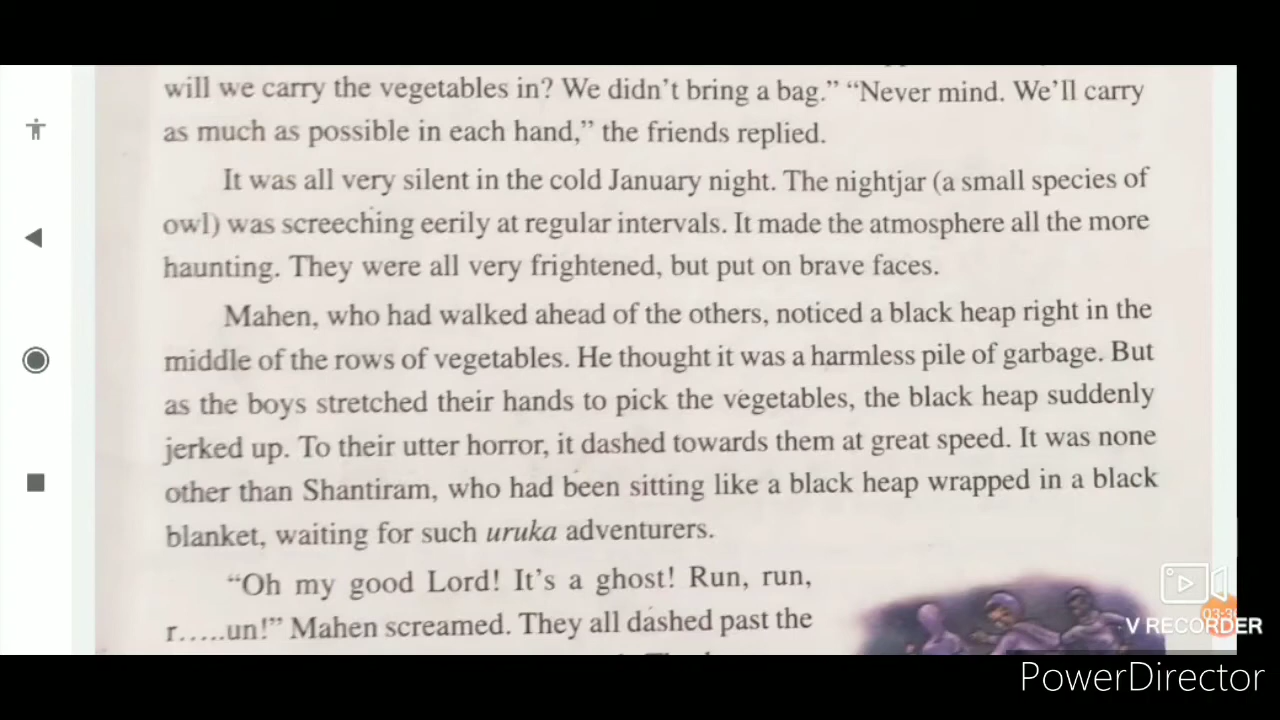 will we carry the vegetables in? We didn't bring a bag." "Never mind. We'll carry
as much as possible in each hand," the friends replied.
It was all very silent in the cold January night. The nightjar (a small species of
owl) was screeching eerily at regular intervals. It made the atmosphere all the more
haunting. They were all very frightened, but put on brave faces.
Mahen, who had walked ahead of the others, noticed a black heap right in the
middle of the rows of vegetables. He thought it was a harmless pile of garbage. But
as the boys stretched their hands to pick the vegetables, the black heap suddenly
jerked up. To their utter horror, it dashed towards them at great speed. It was none
other than Shantiram, who had been sitting like a black heap wrapped in a black
blanket, waiting for such uruka adventurers.
"Oh my good Lord! It's a ghost! Run, run,
r.....un!" Mahen screamed. They all dashed past the
V RECORDER
PowerDirector